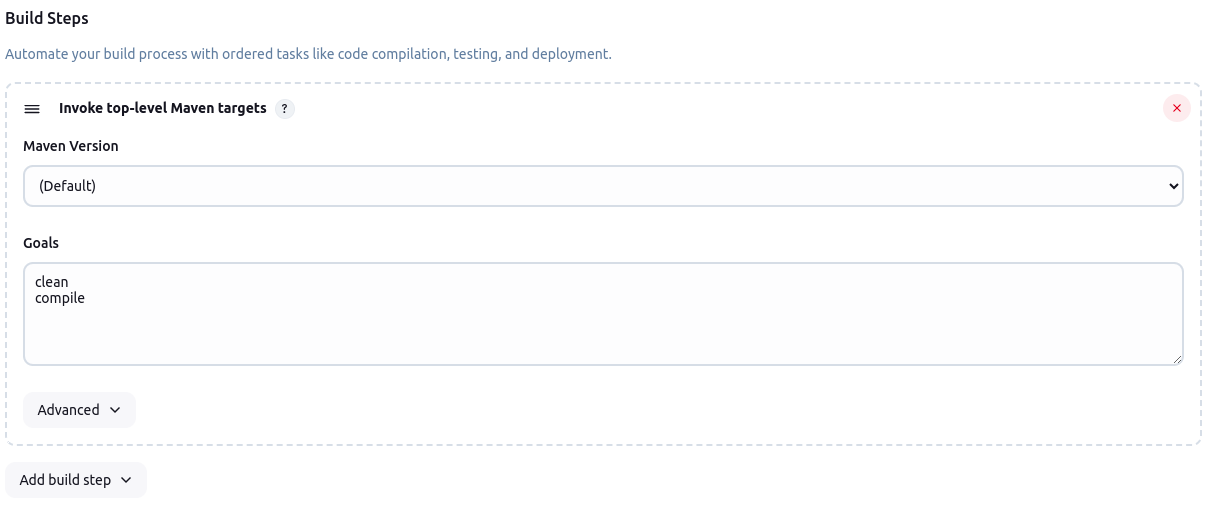 Build Steps
Automate your build process with ordered tasks like code compilation, testing, and deployment.
Invoke top-level Maven targets ?
Maven Version
(Default)
Goals
clean
compile
Advanced
Add build step